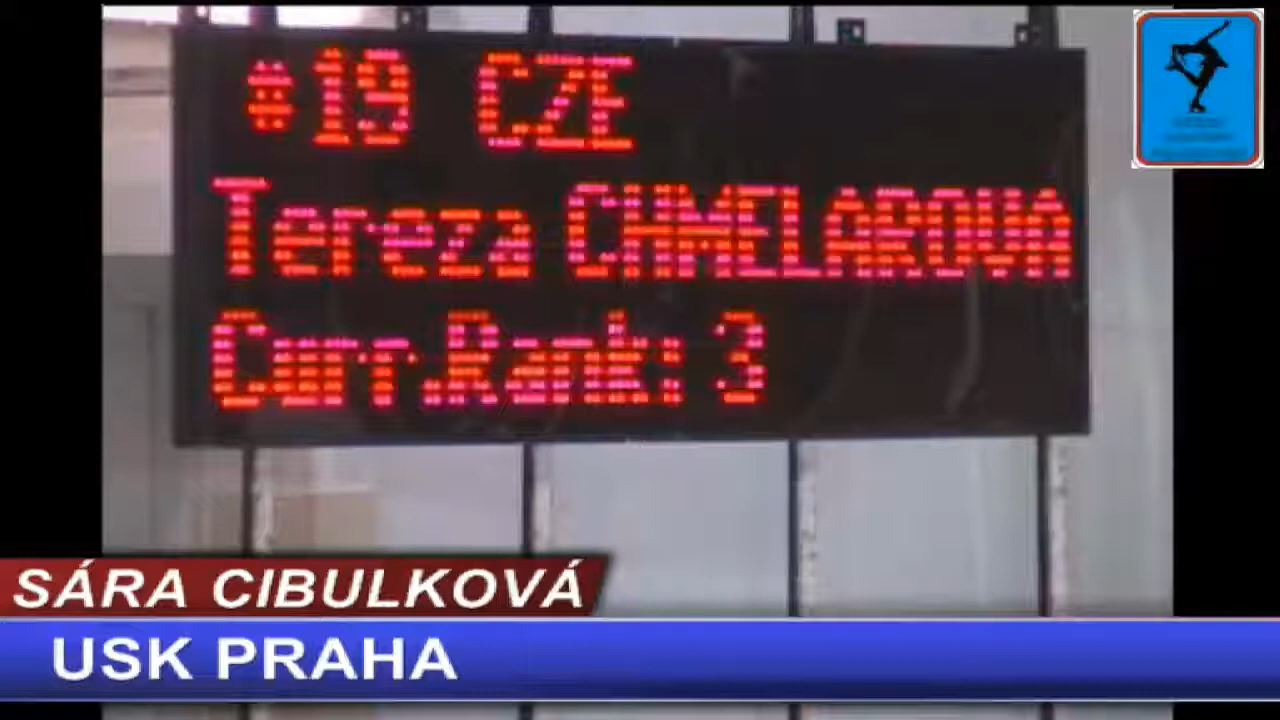 #19 CZE
Tereza CHMELAROVA
Curr.Rank: 3
SÁRA CIBULKOVÁ
USK PRAHA